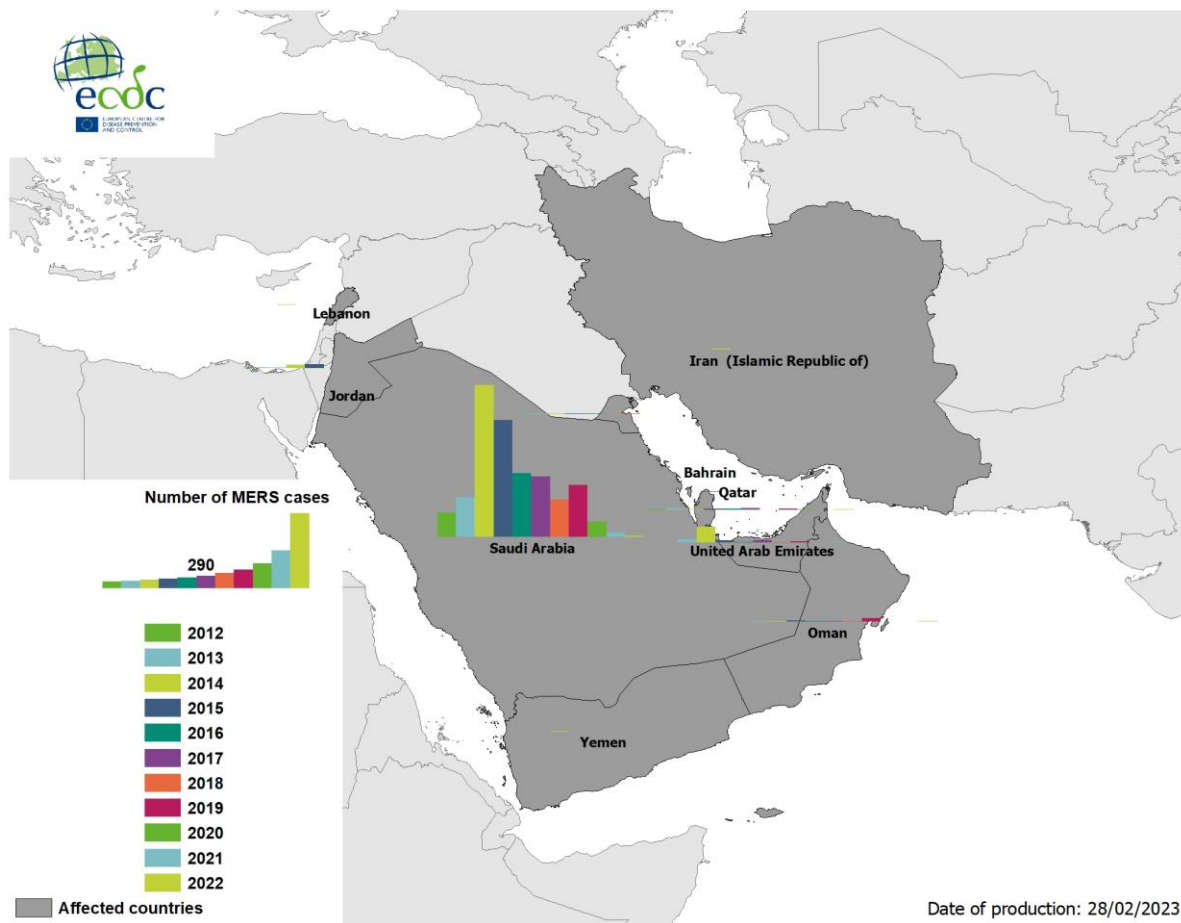 ecdc
EUROPEAN CENTRE FOR
DISEASE PREVENTION
AND CONTROL
Lebanon
Iran (Islamic Republic of)
Jordan
Bahrain
Qatar
Number of MERS cases
290
Saudi Arabia
United Arab Emirates
Oman
Yemen
2012
2013
2014
2015
2016
2017
2018
2019
2020
2021
2022
Affected countries
Date of production: 28/02/2023